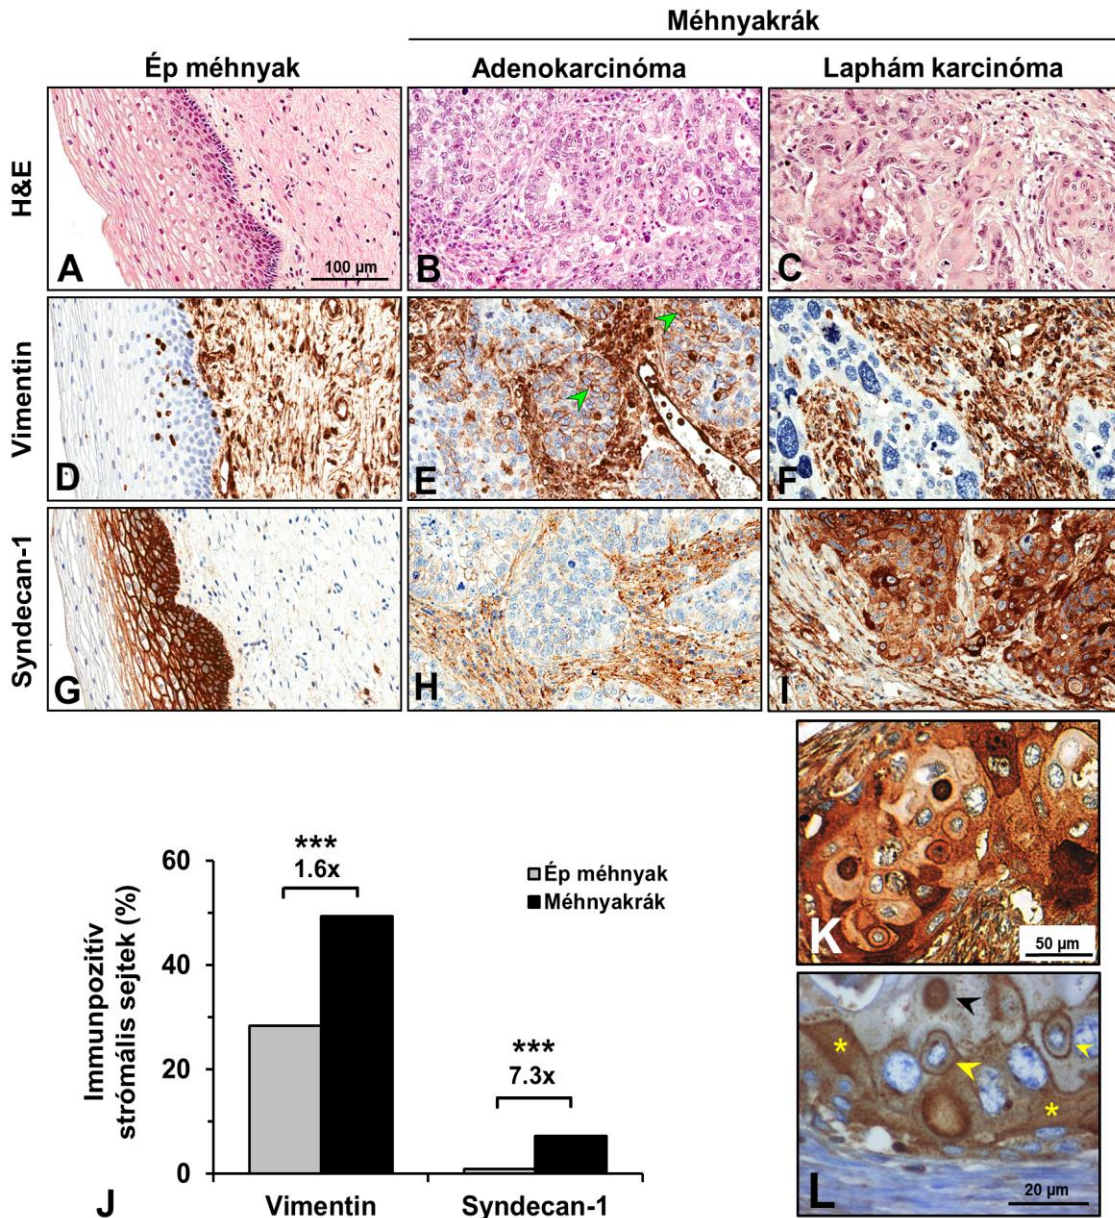 Méhnyakrák
Ép méhnyak
Adenokarcinóma
Laphám karcinóma
H&E
A
100 µm
B
C
Vimentin
D
E
F
Syndecan-1
G
H
I
K
50 µm
L
*
*
20 µm
J
Immunpozitív
strómális sejtek (%)
60
40
20
0
***
1.6x
***
7.3x
Ép méhnyak
Méhnyakrák
Vimentin
Syndecan-1